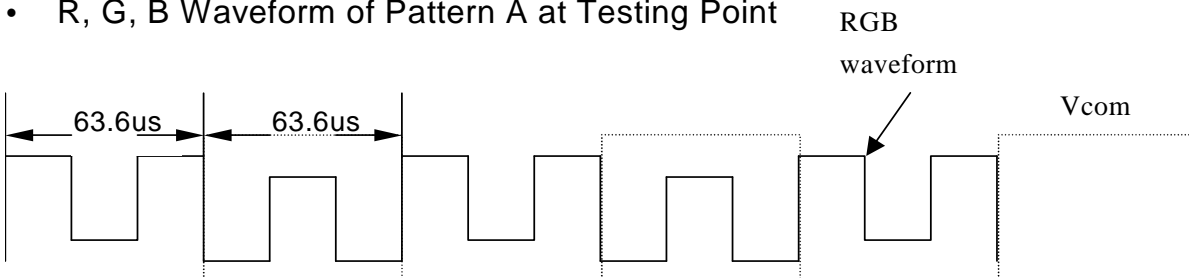 • R, G, B Waveform of Pattern A at Testing Point
RGB
waveform
63.6us
63.6us
Vcom